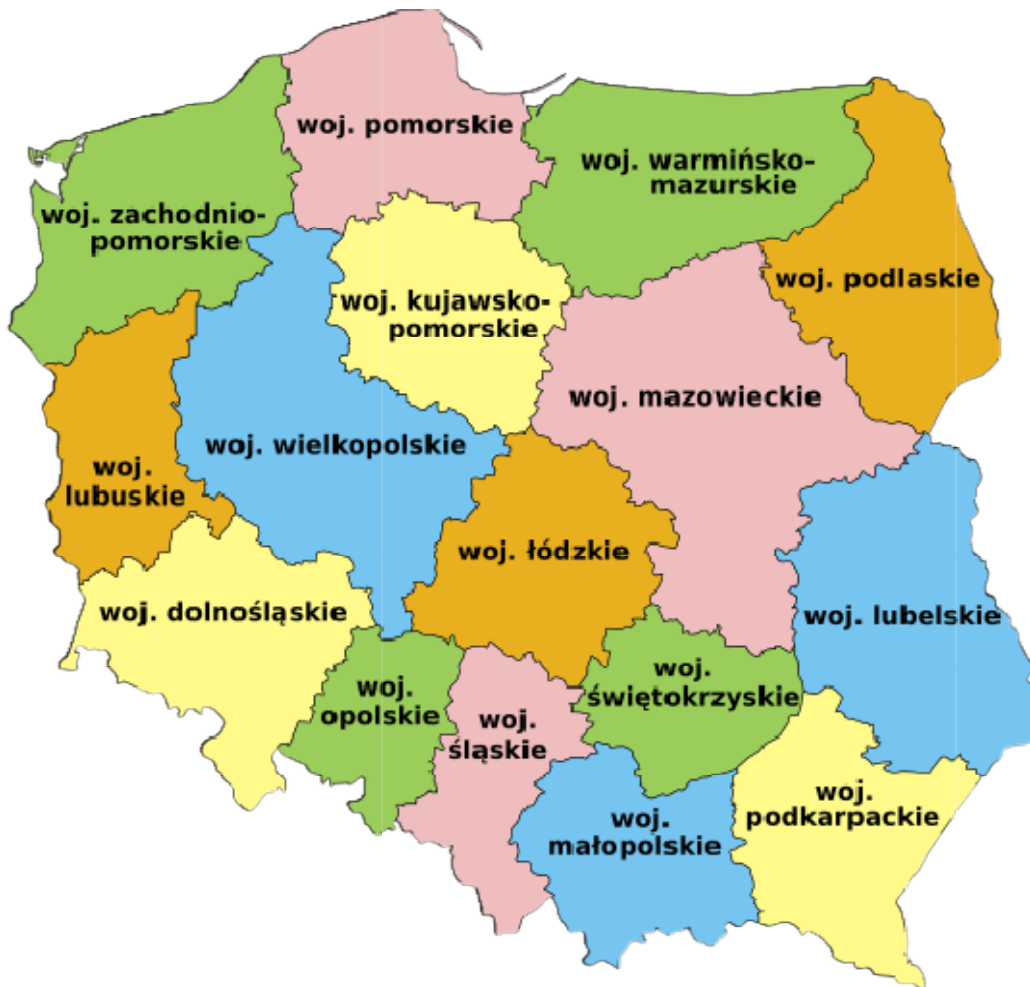 woj. pomorskie
woj. warmińsko-
mazurskie
woj. zachodnio-
pomorskie
woj. podlaskie
woj. kujawsko-
pomorskie
woj. mazowieckie
woj. wielkopolskie
woj.
lubuskie
woj. łódzkie
woj. dolnośląskie
woj. lubelskie
woj.
opolskie
woj.
śląskie
woj.
świętokrzyskie
woj.
małopolskie
woj.
podkarpackie